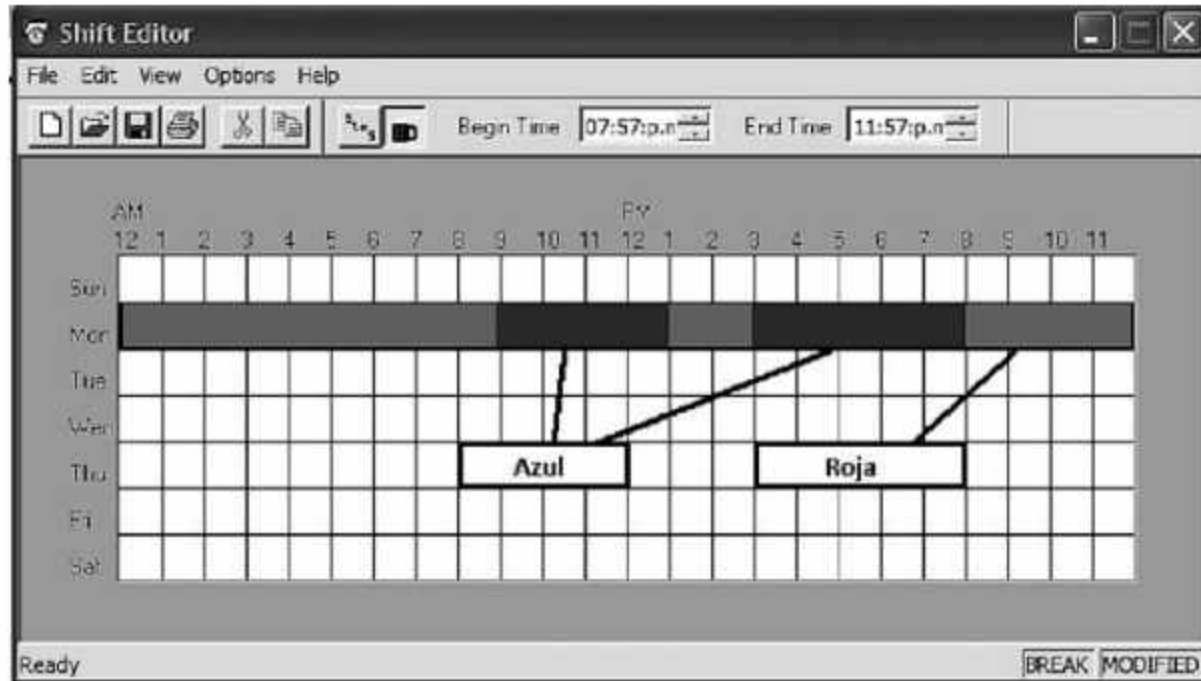 Shift Editor
File Edit View Options Help
Begin Time 07:57:p.n End Time 11:57:p.n
AM PM
12 1 2 3 4 5 6 7 8 9 10 11 12 1 2 3 4 5 6 7 8 9 10 11
Sun
Mon
Tue
Wed
Thu
Azul Roja
Fri
Sat
Ready BREAK MODIFIED